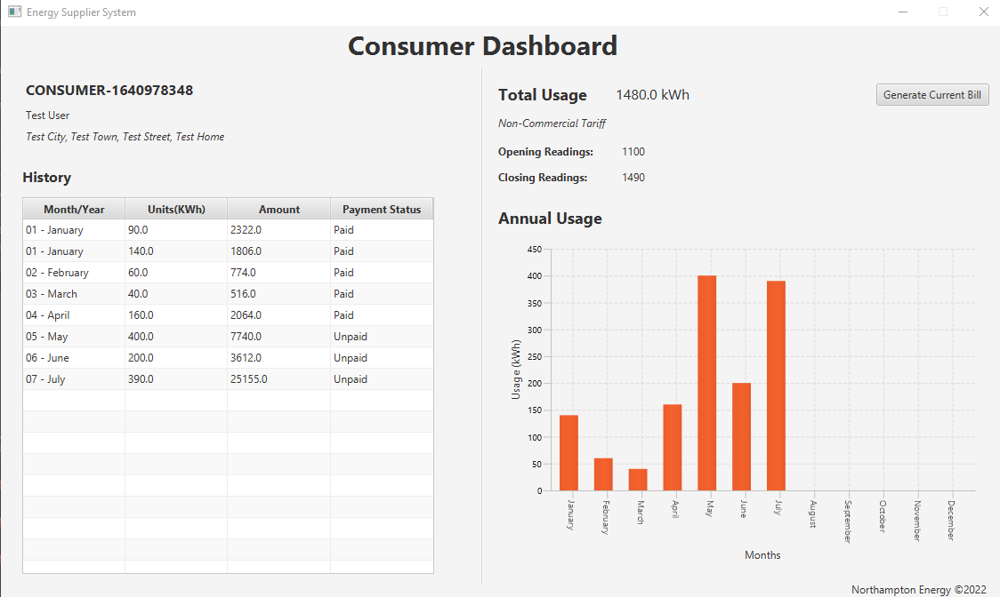 Energy Supplier System
Consumer Dashboard
CONSUMER-1640978348
Test User
Test City, Test Town, Test Street, Test Home
History
Month/Year Units(KWh) Amount Payment Status
01 - January 90.0 2322.0 Paid
01 - January 140.0 1806.0 Paid
02 - February 60.0 774.0 Paid
03 - March 40.0 516.0 Paid
04 - April 160.0 2064.0 Paid
05 - May 400.0 7740.0 Unpaid
06 - June 200.0 3612.0 Unpaid
07 - July 390.0 25155.0 Unpaid
Total Usage 1480.0 kWh
Generate Current Bill
Non-Commercial Tariff
Opening Readings: 1100
Closing Readings: 1490
Annual Usage
Usage (kWh)
450
400
350
300
250
200
150
100
50
0
January February March April May June July August September October November December
Months
Northampton Energy ©2022